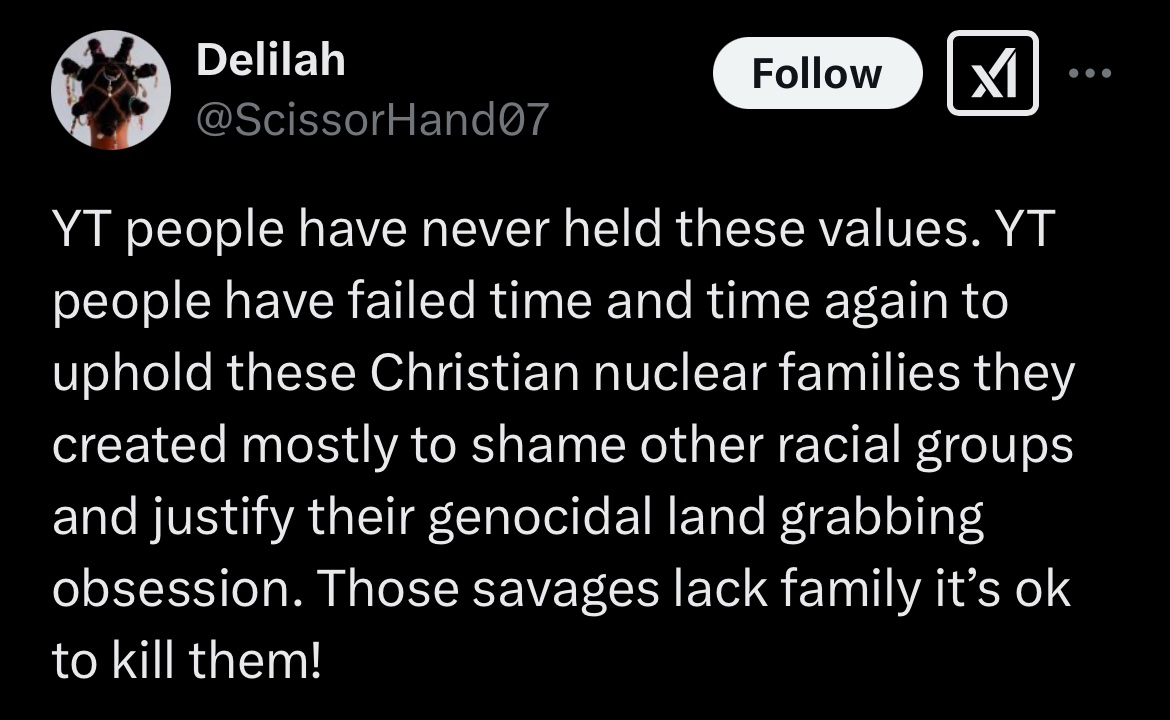 Delilah
@ScissorHand07
Follow
YT people have never held these values. YT
people have failed time and time again to
uphold these Christian nuclear families they
created mostly to shame other racial groups
and justify their genocidal land grabbing
obsession. Those savages lack family it’s ok
to kill them!